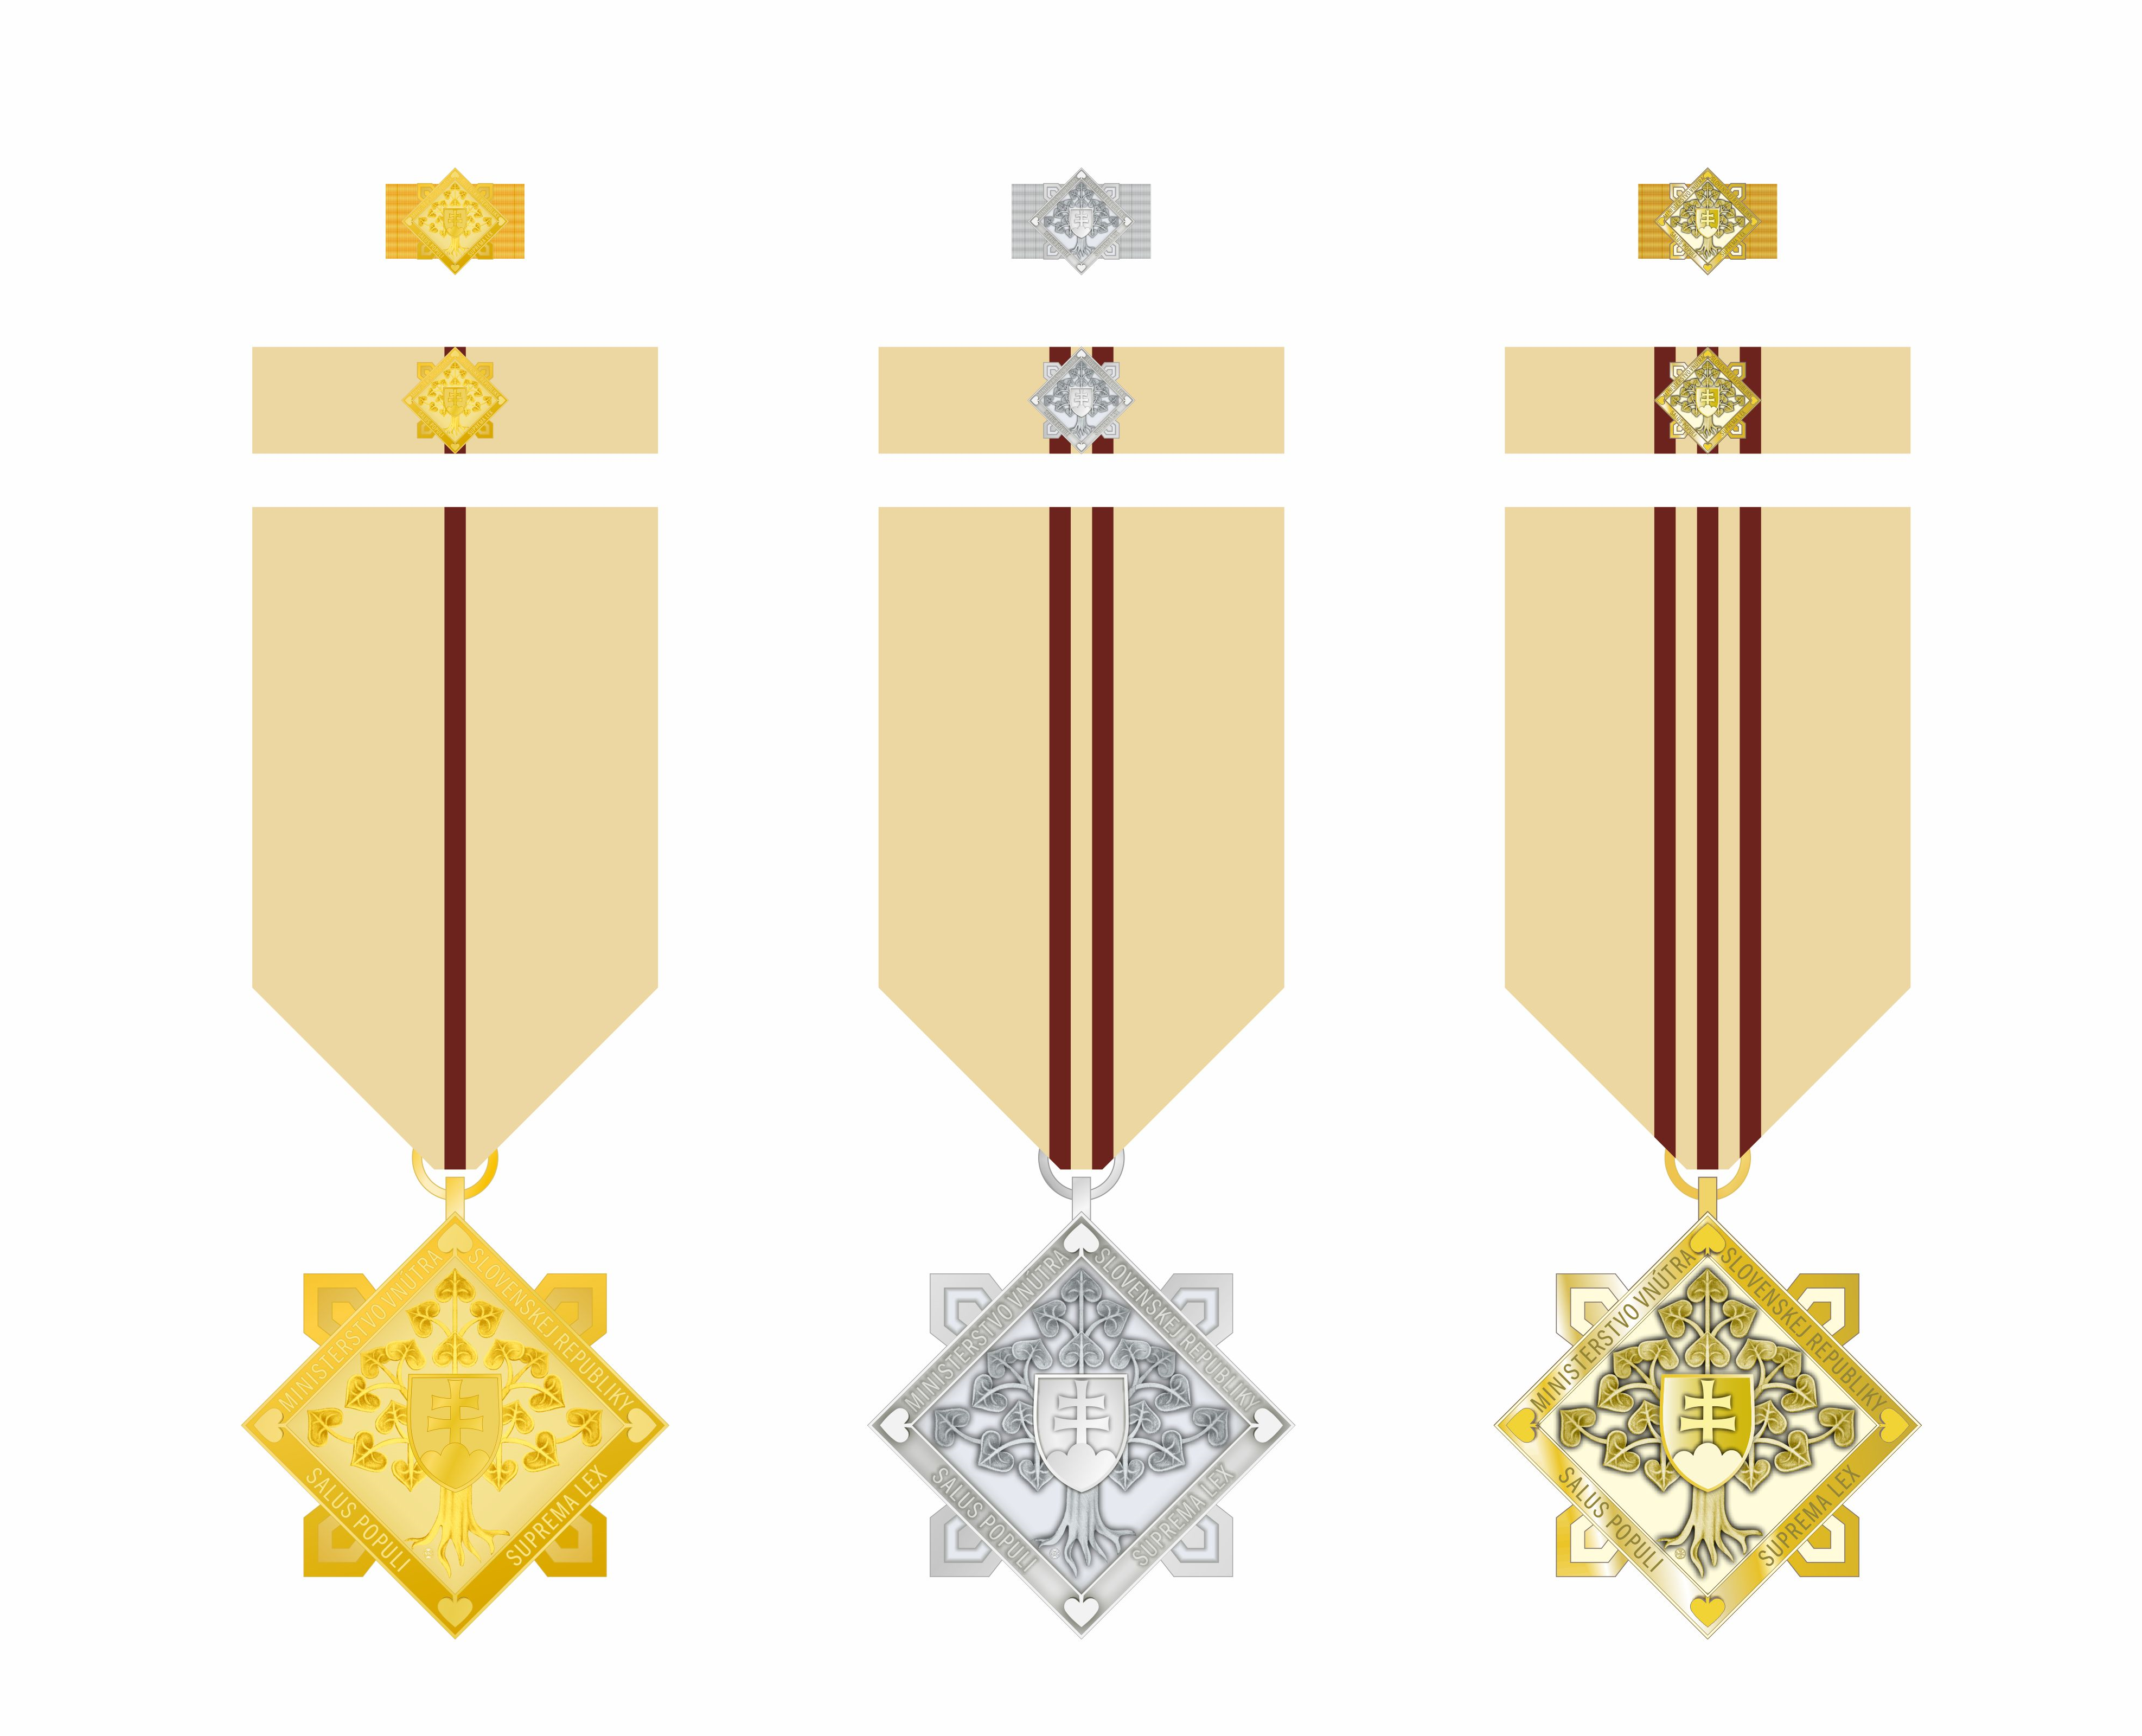 MINISTERSTVO VNÚTRA
SLOVENSKEJ REPUBLIKY
SALUS POPULI
SUPREMA LEX
MINISTERSTVO VNÚTRA
SLOVENSKEJ REPUBLIKY
SALUS POPULI
SUPREMA LEX
MINISTERSTVO VNÚTRA
SLOVENSKEJ REPUBLIKY
SALUS POPULI
SUPREMA LEX